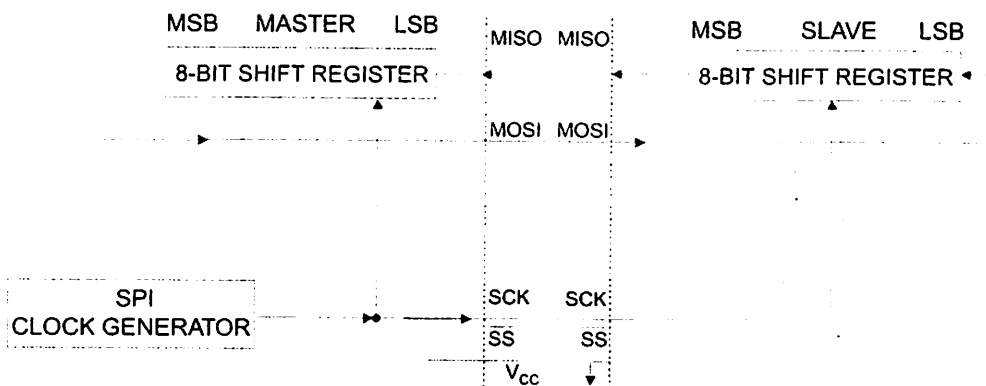 MSB MASTER LSB
MISO MISO
MSB SLAVE LSB
8-BIT SHIFT REGISTER
8-BIT SHIFT REGISTER
MOSI MOSI
SPI
CLOCK GENERATOR
SCK SCK
SS SS
VCC